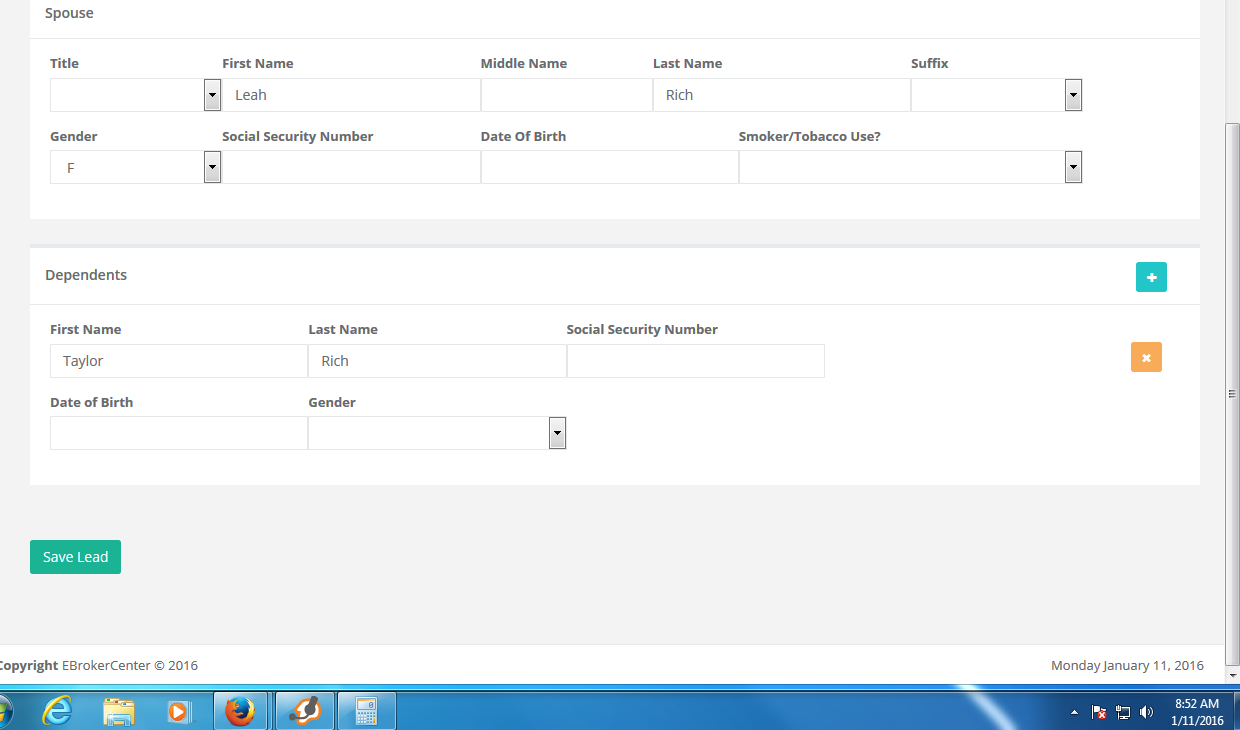 Spouse
Title First Name Middle Name Last Name Suffix
Leah Rich
Gender Social Security Number Date Of Birth Smoker/Tobacco Use?
F
Dependents
First Name Last Name Social Security Number
Taylor Rich
Date of Birth Gender
Save Lead
Copyright EBrokerCenter © 2016 Monday January 11, 2016
8:52 AM
1/11/2016